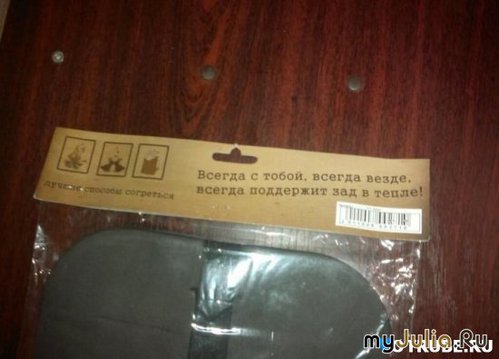 Всегда с тобой, всегда везде,
всегда поддержит зад в тепле!
лучшие способы согреться
myJulia.Ru